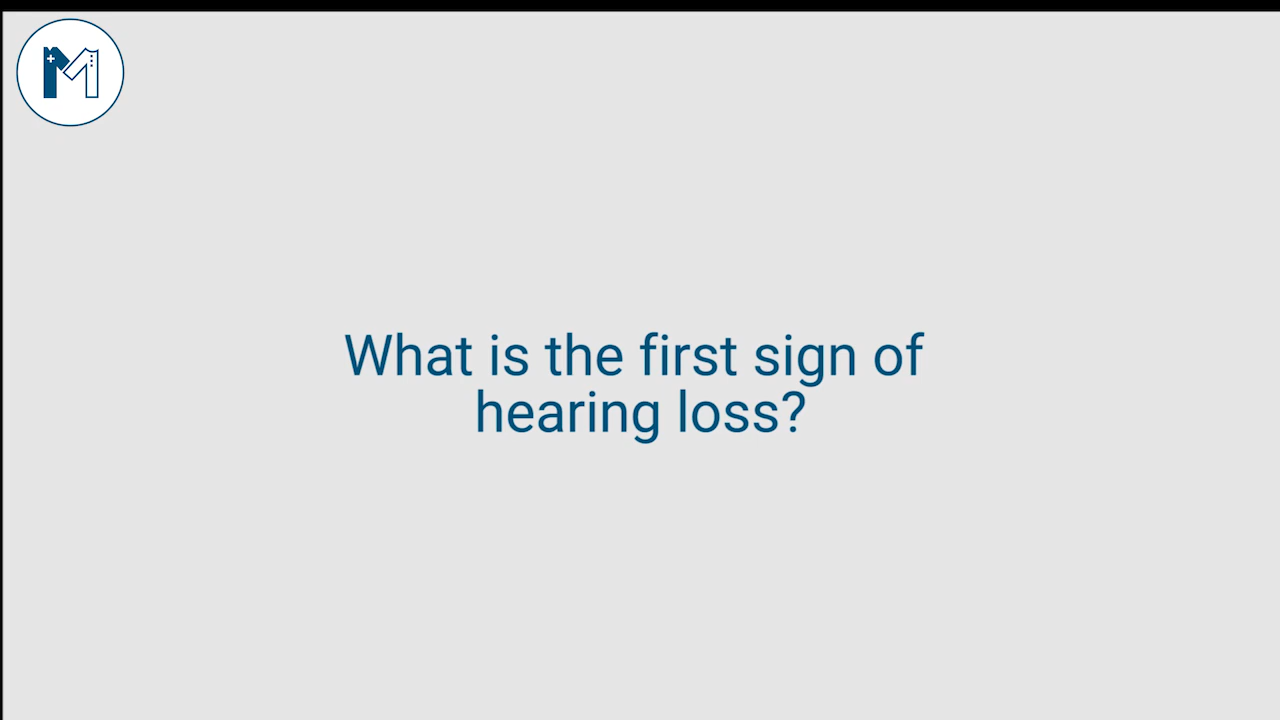 M
What is the first sign of
hearing loss?